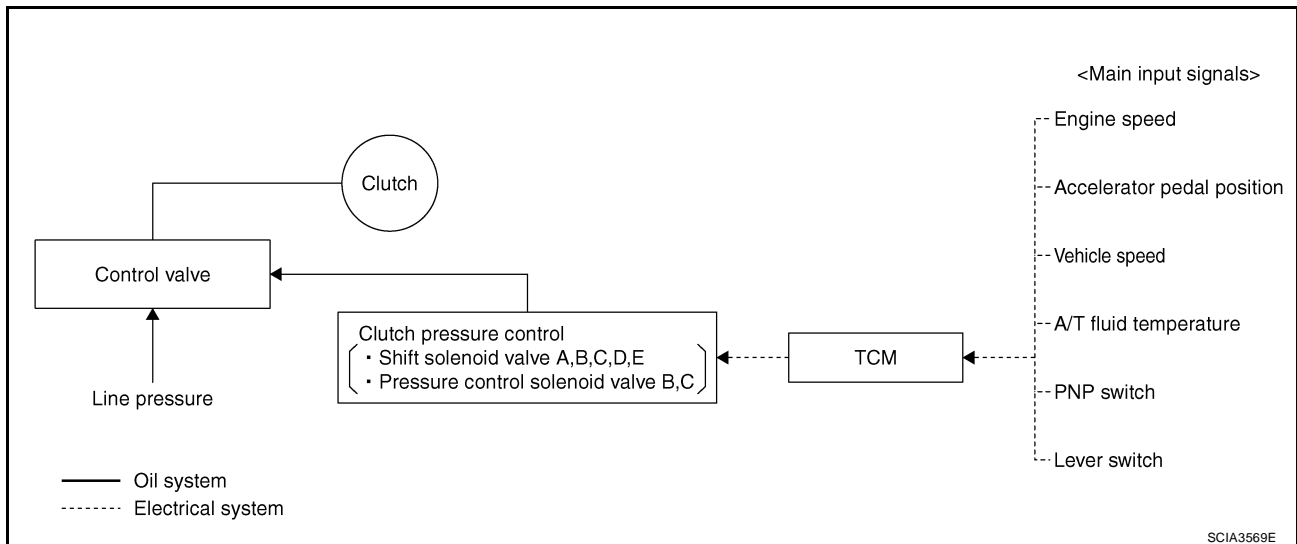 <Main input signals>
Engine speed
Clutch
Accelerator pedal position
Control valve
Vehicle speed
Clutch pressure control
・Shift solenoid valve A,B,C,D,E
・Pressure control solenoid valve B,C
TCM
A/T fluid temperature
Line pressure
PNP switch
Lever switch
Oil system
Electrical system
SCIA3569E